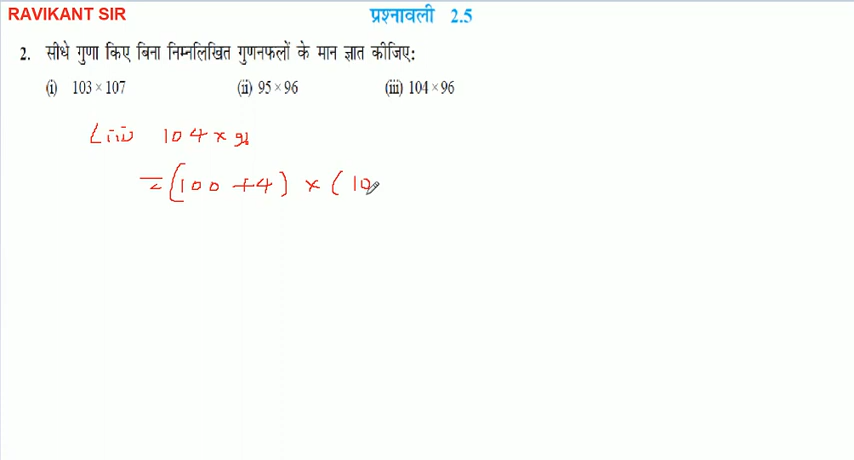 RAVIKANT SIR
प्रश्नावली 2.5
2. सीधे गुणा किए बिना निम्नलिखित गुणनफलों के मान ज्ञात कीजिए:
(i) 103 × 107 (ii) 95 × 96 (iii) 104 × 96
(iii) 104 ×
= (100 + 4) × (10